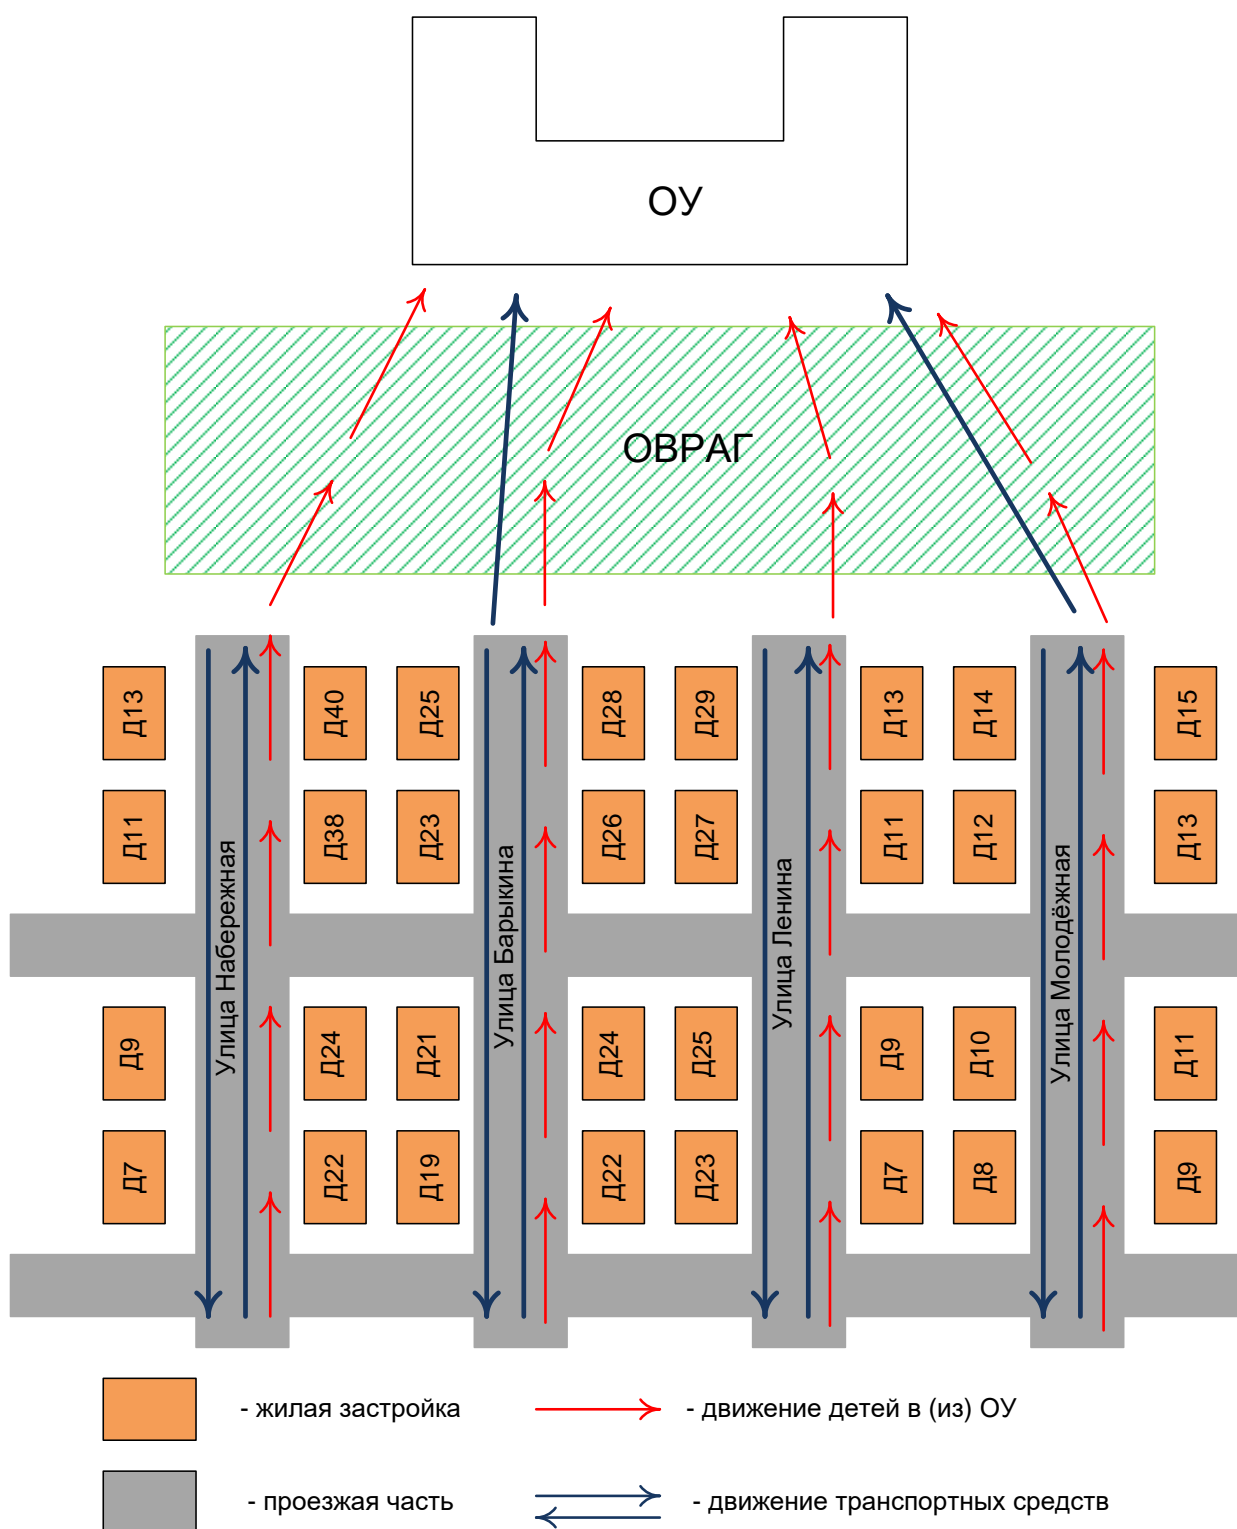 ОУ
ОВРАГ
Д13
Д40
Д25
Д28
Д29
Д13
Д14
Д15
Д11
Д38
Д23
Д26
Д27
Д11
Д12
Д13
Улица Набережная
Улица Барыкина
Улица Ленина
Улица Молодёжная
Д9
Д24
Д21
Д24
Д25
Д9
Д10
Д11
Д7
Д22
Д19
Д22
Д23
Д7
Д8
Д9
- жилая застройка
- движение детей в (из) ОУ
- проезжая часть
- движение транспортных средств